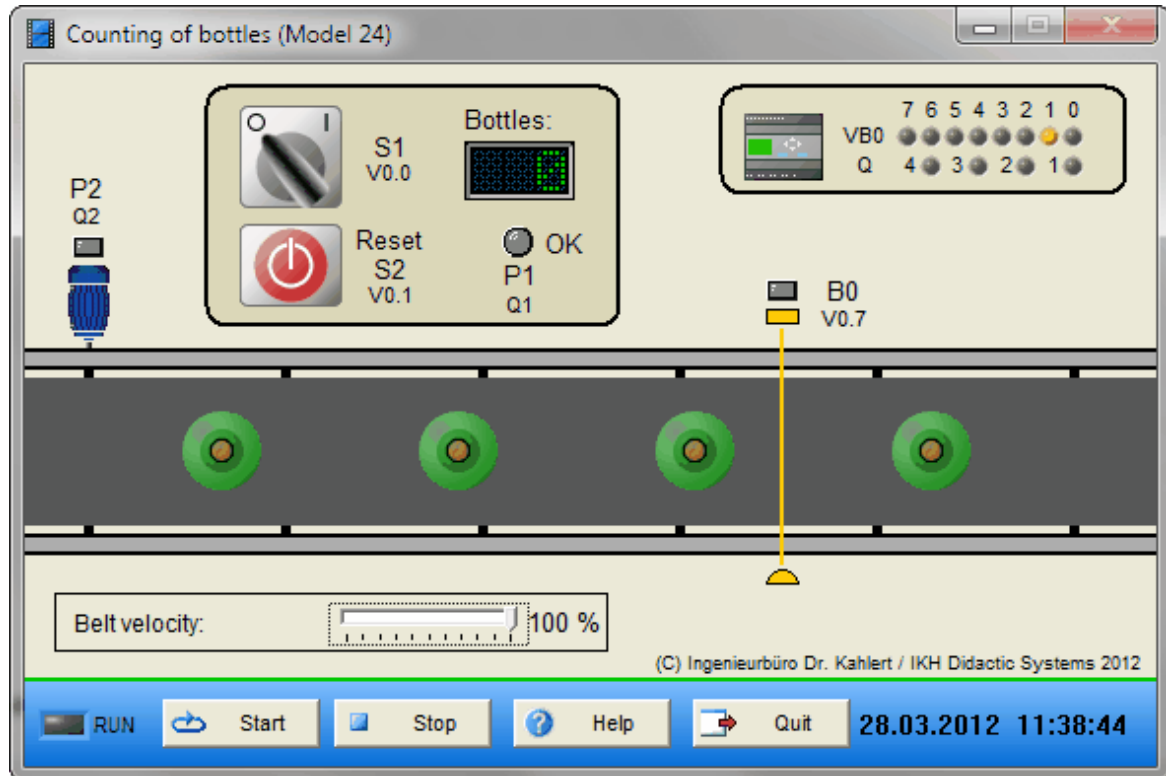 Counting of bottles (Model 24)
O I
S1
V0.0
Bottles:
0
Reset
S2
V0.1
OK
P1
Q1
7 6 5 4 3 2 1 0
VB0
Q 4 3 2 1
P2
Q2
B0
V0.7
Belt velocity: 100 %
(C) Ingenieurbüro Dr. Kahlert / IKH Didactic Systems 2012
RUN Start Stop Help Quit 28.03.2012 11:38:44